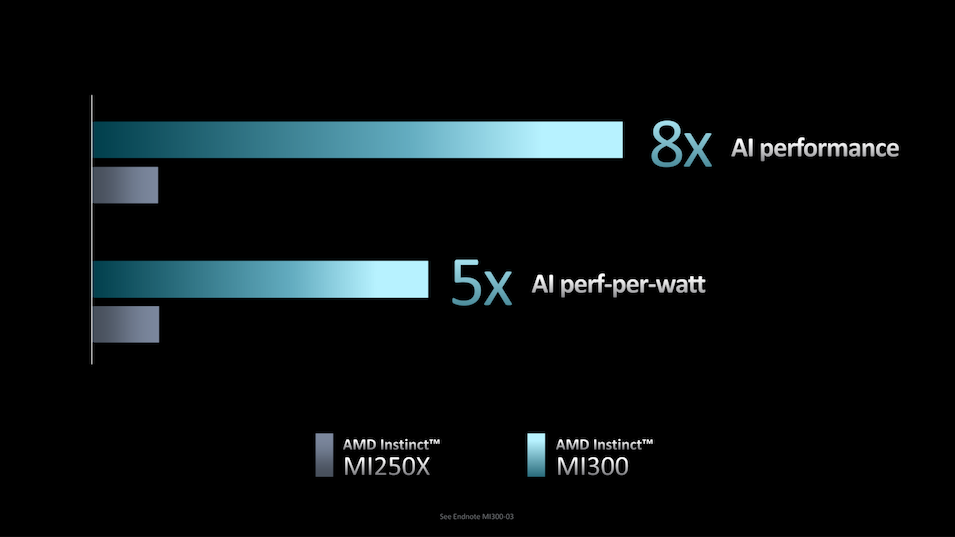 8x AI performance
5x AI perf-per-watt
AMD Instinct™
MI250X
AMD Instinct™
MI300
See Endnote MI300-03